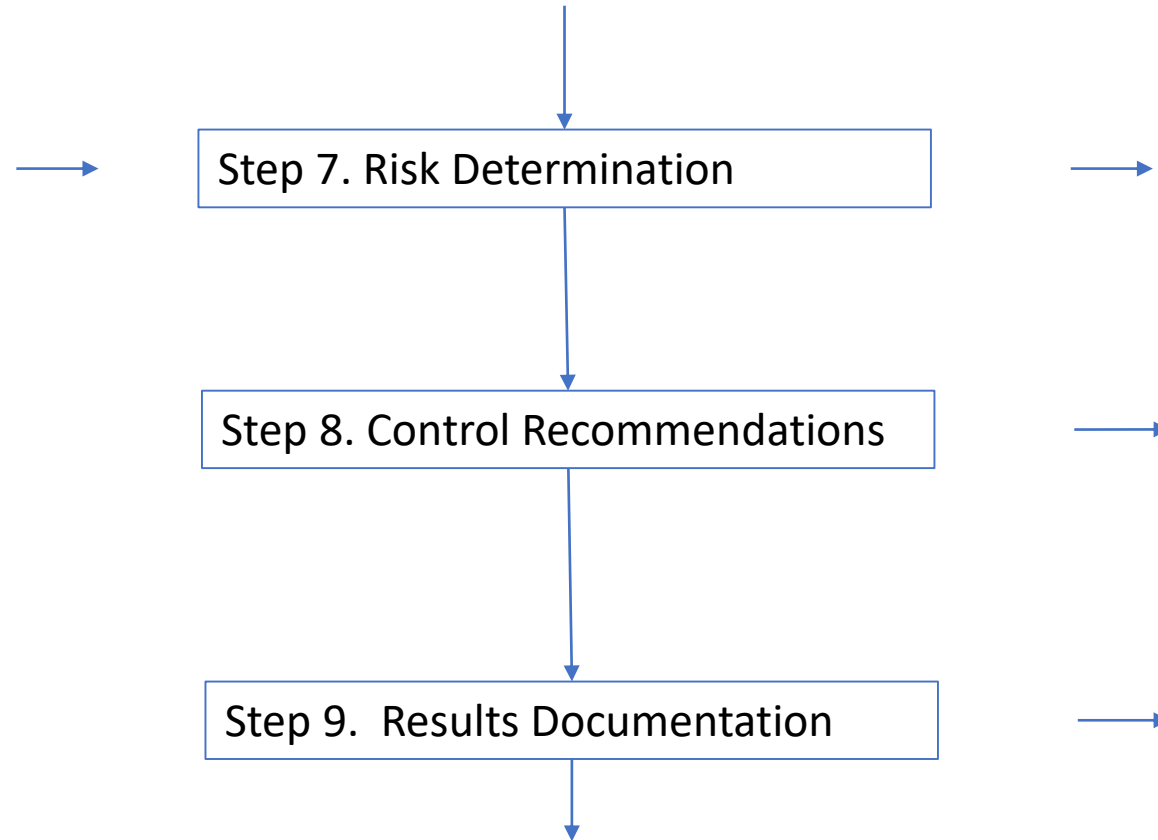 Step 7. Risk Determination
Step 8. Control Recommendations
Step 9.  Results Documentation